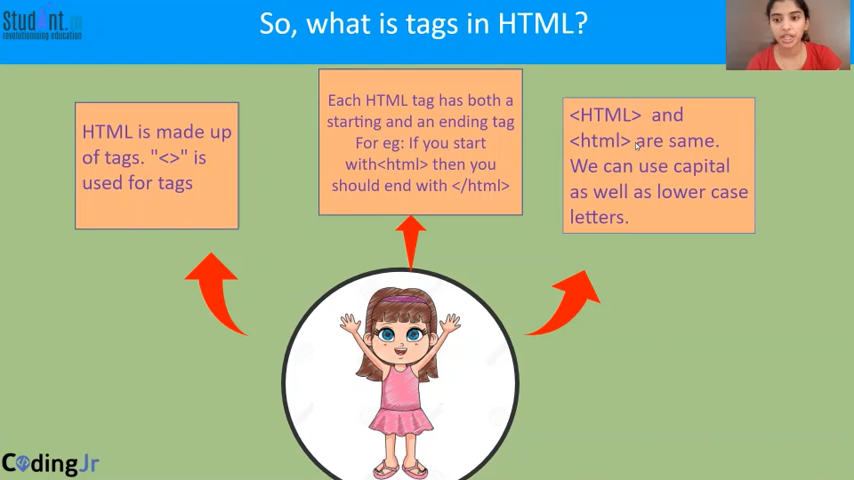 Student.in
revolutionising education
So, what is tags in HTML?
HTML is made up
of tags. "<>" is
used for tags
Each HTML tag has both a
starting and an ending tag
For eg: If you start
with<html> then you
should end with </html>
<HTML>  and
<html> are same.
We can use capital
as well as lower case
letters.
CodingJr